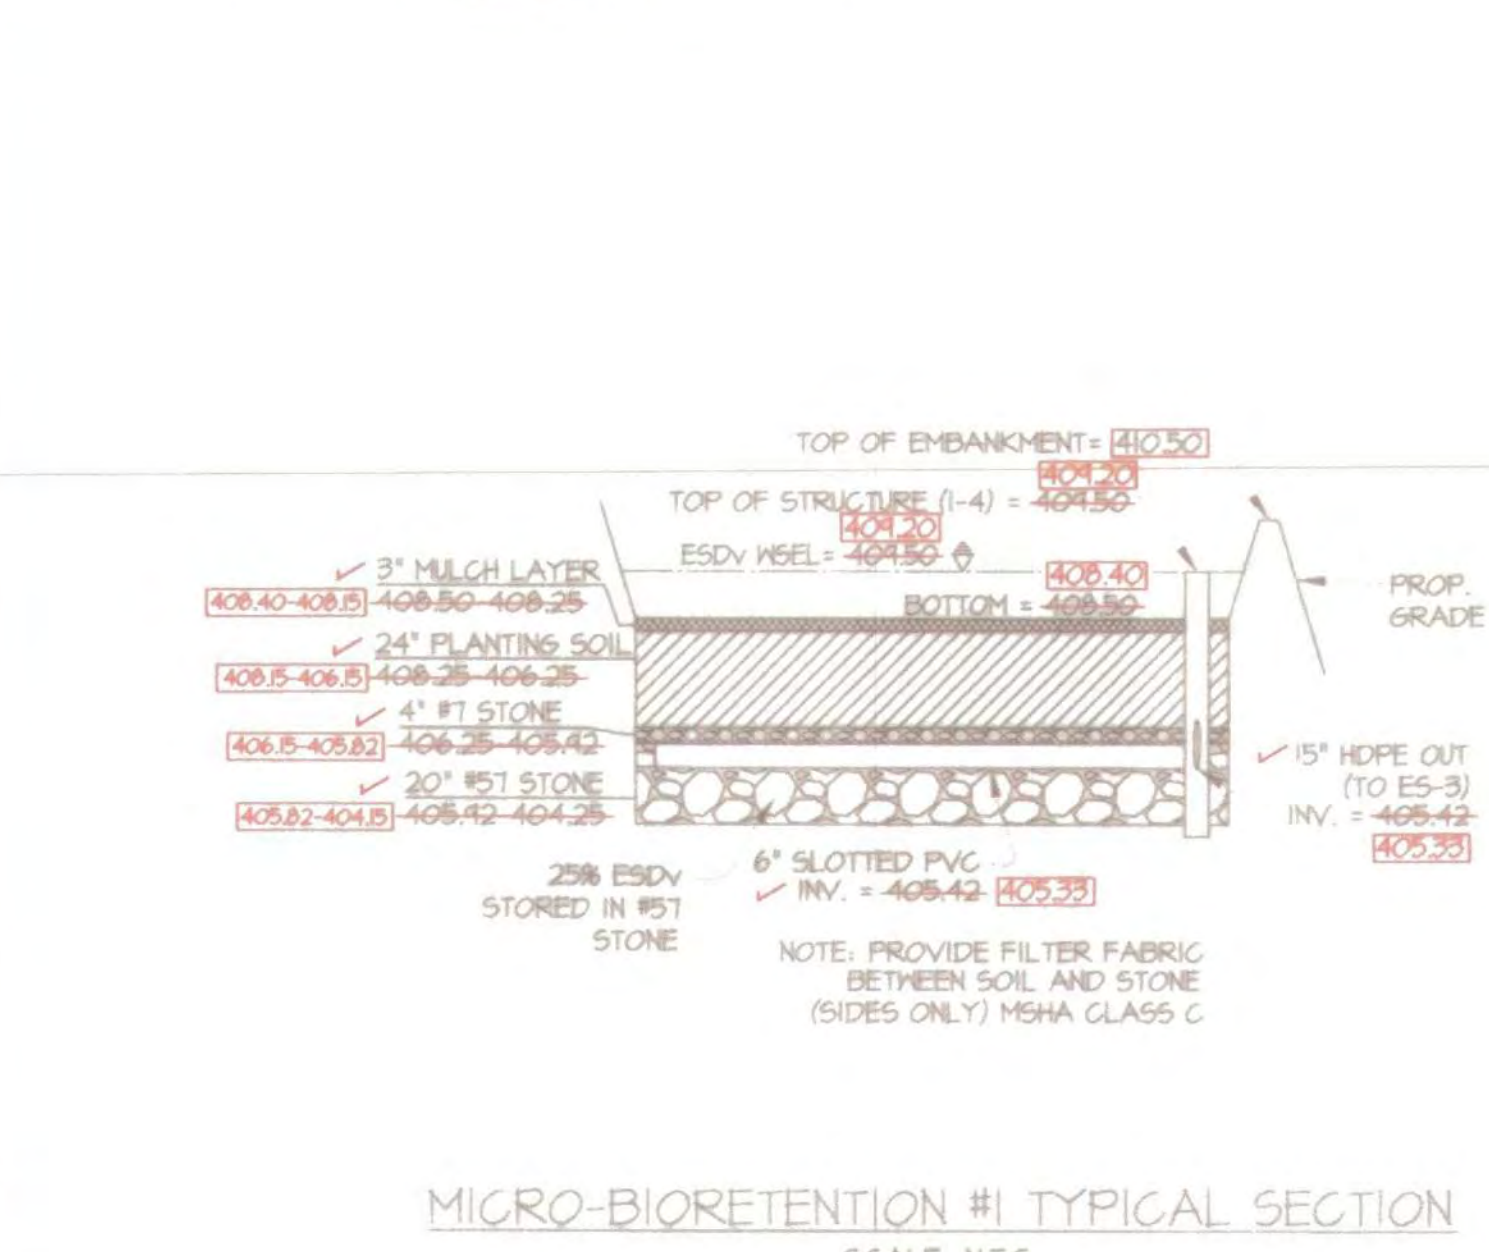 TOP OF EMBANKMENT= 410.50
409.20
TOP OF STRUCTURE (I-4) = 409.50
409.20
ESDv WSEL= 409.50
408.40
BOTTOM = 408.50
3" MULCH LAYER
408.40-408.15 408.50-408.25
24" PLANTING SOIL
408.15-406.15 408.25-406.25
4" #7 STONE
406.15-405.82 406.25-405.92
20" #57 STONE
405.82-404.15 405.92-404.25
PROP.
GRADE
15" HDPE OUT
(TO ES-3)
INV. = 405.42
405.33
6" SLOTTED PVC
INV. = 405.42 405.33
25% ESDv
STORED IN #57
STONE
NOTE: PROVIDE FILTER FABRIC
BETWEEN SOIL AND STONE
(SIDES ONLY) MSHA CLASS C
MICRO-BIORETENTION #1 TYPICAL SECTION